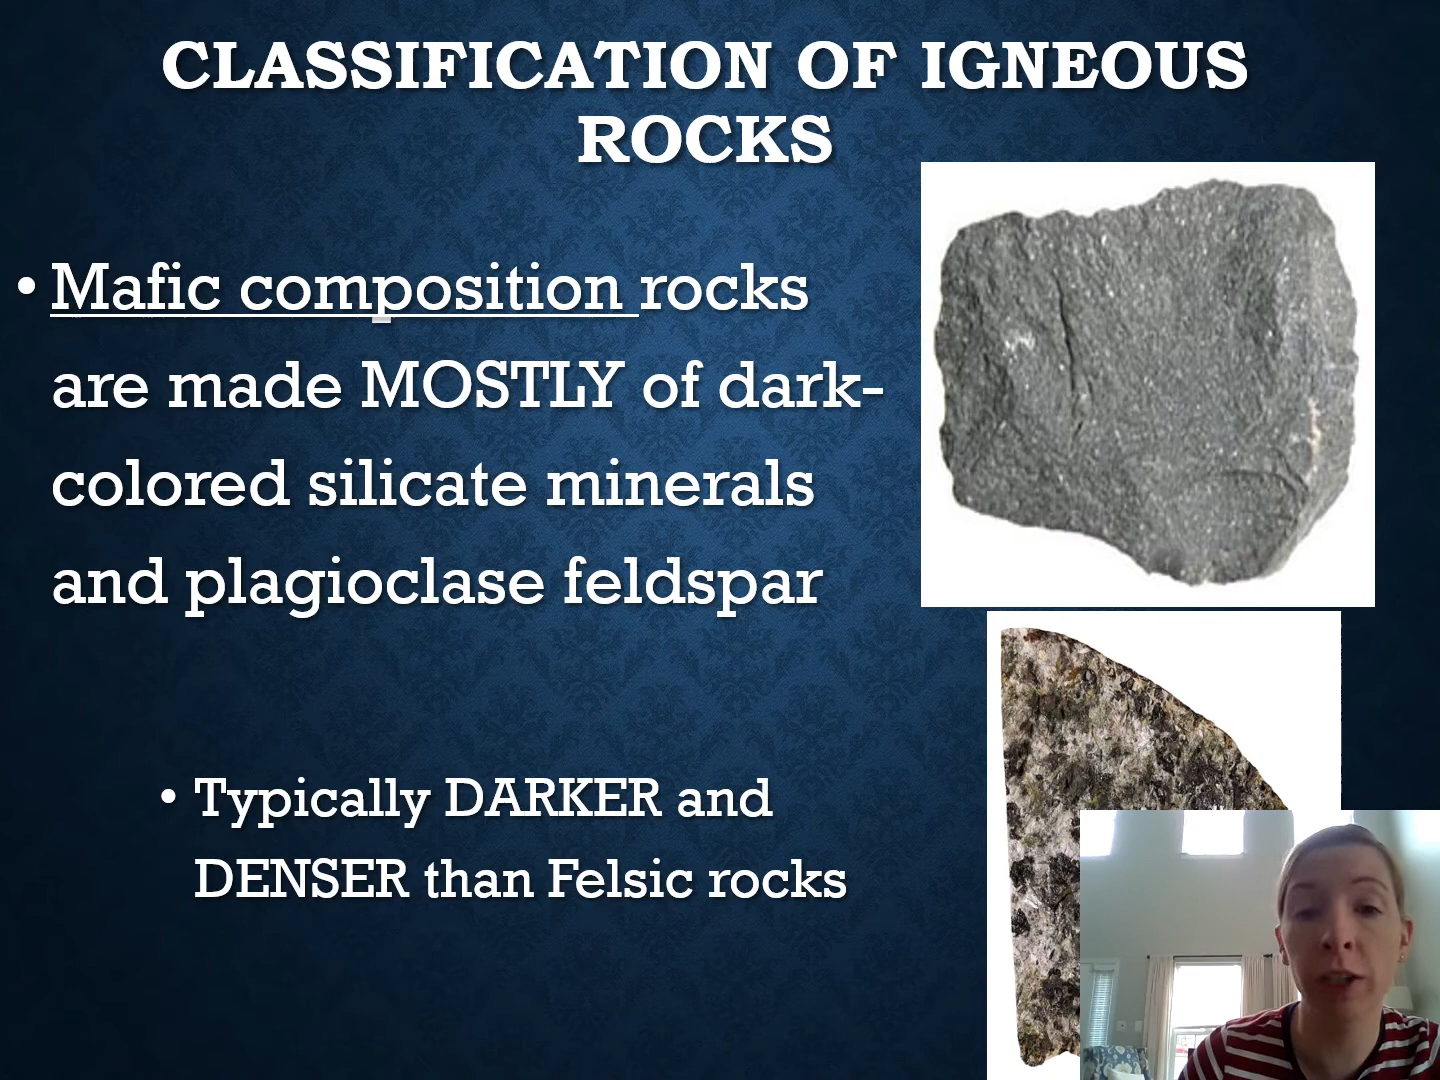 CLASSIFICATION OF IGNEOUS
ROCKS
• Mafic composition rocks
are made MOSTLY of dark-
colored silicate minerals
and plagioclase feldspar
• Typically DARKER and
DENSER than Felsic rocks